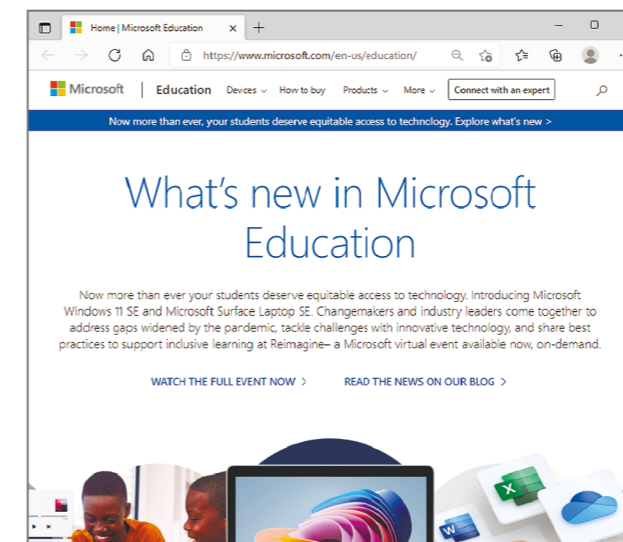 Home | Microsoft Education
https://www.microsoft.com/en-us/education/
Microsoft | Education Devices How to buy Products More Connect with an expert
Now more than ever, your students deserve equitable access to technology. Explore what's new >
What's new in Microsoft
Education
Now more than ever your students deserve equitable access to technology. Introducing Microsoft
Windows 11 SE and Microsoft Surface Laptop SE. Changemakers and industry leaders come together to
address gaps widened by the pandemic, tackle challenges with innovative technology, and share best
practices to support inclusive learning at Reimagine– a Microsoft virtual event available now, on-demand.
WATCH THE FULL EVENT NOW > READ THE NEWS ON OUR BLOG >
X
W